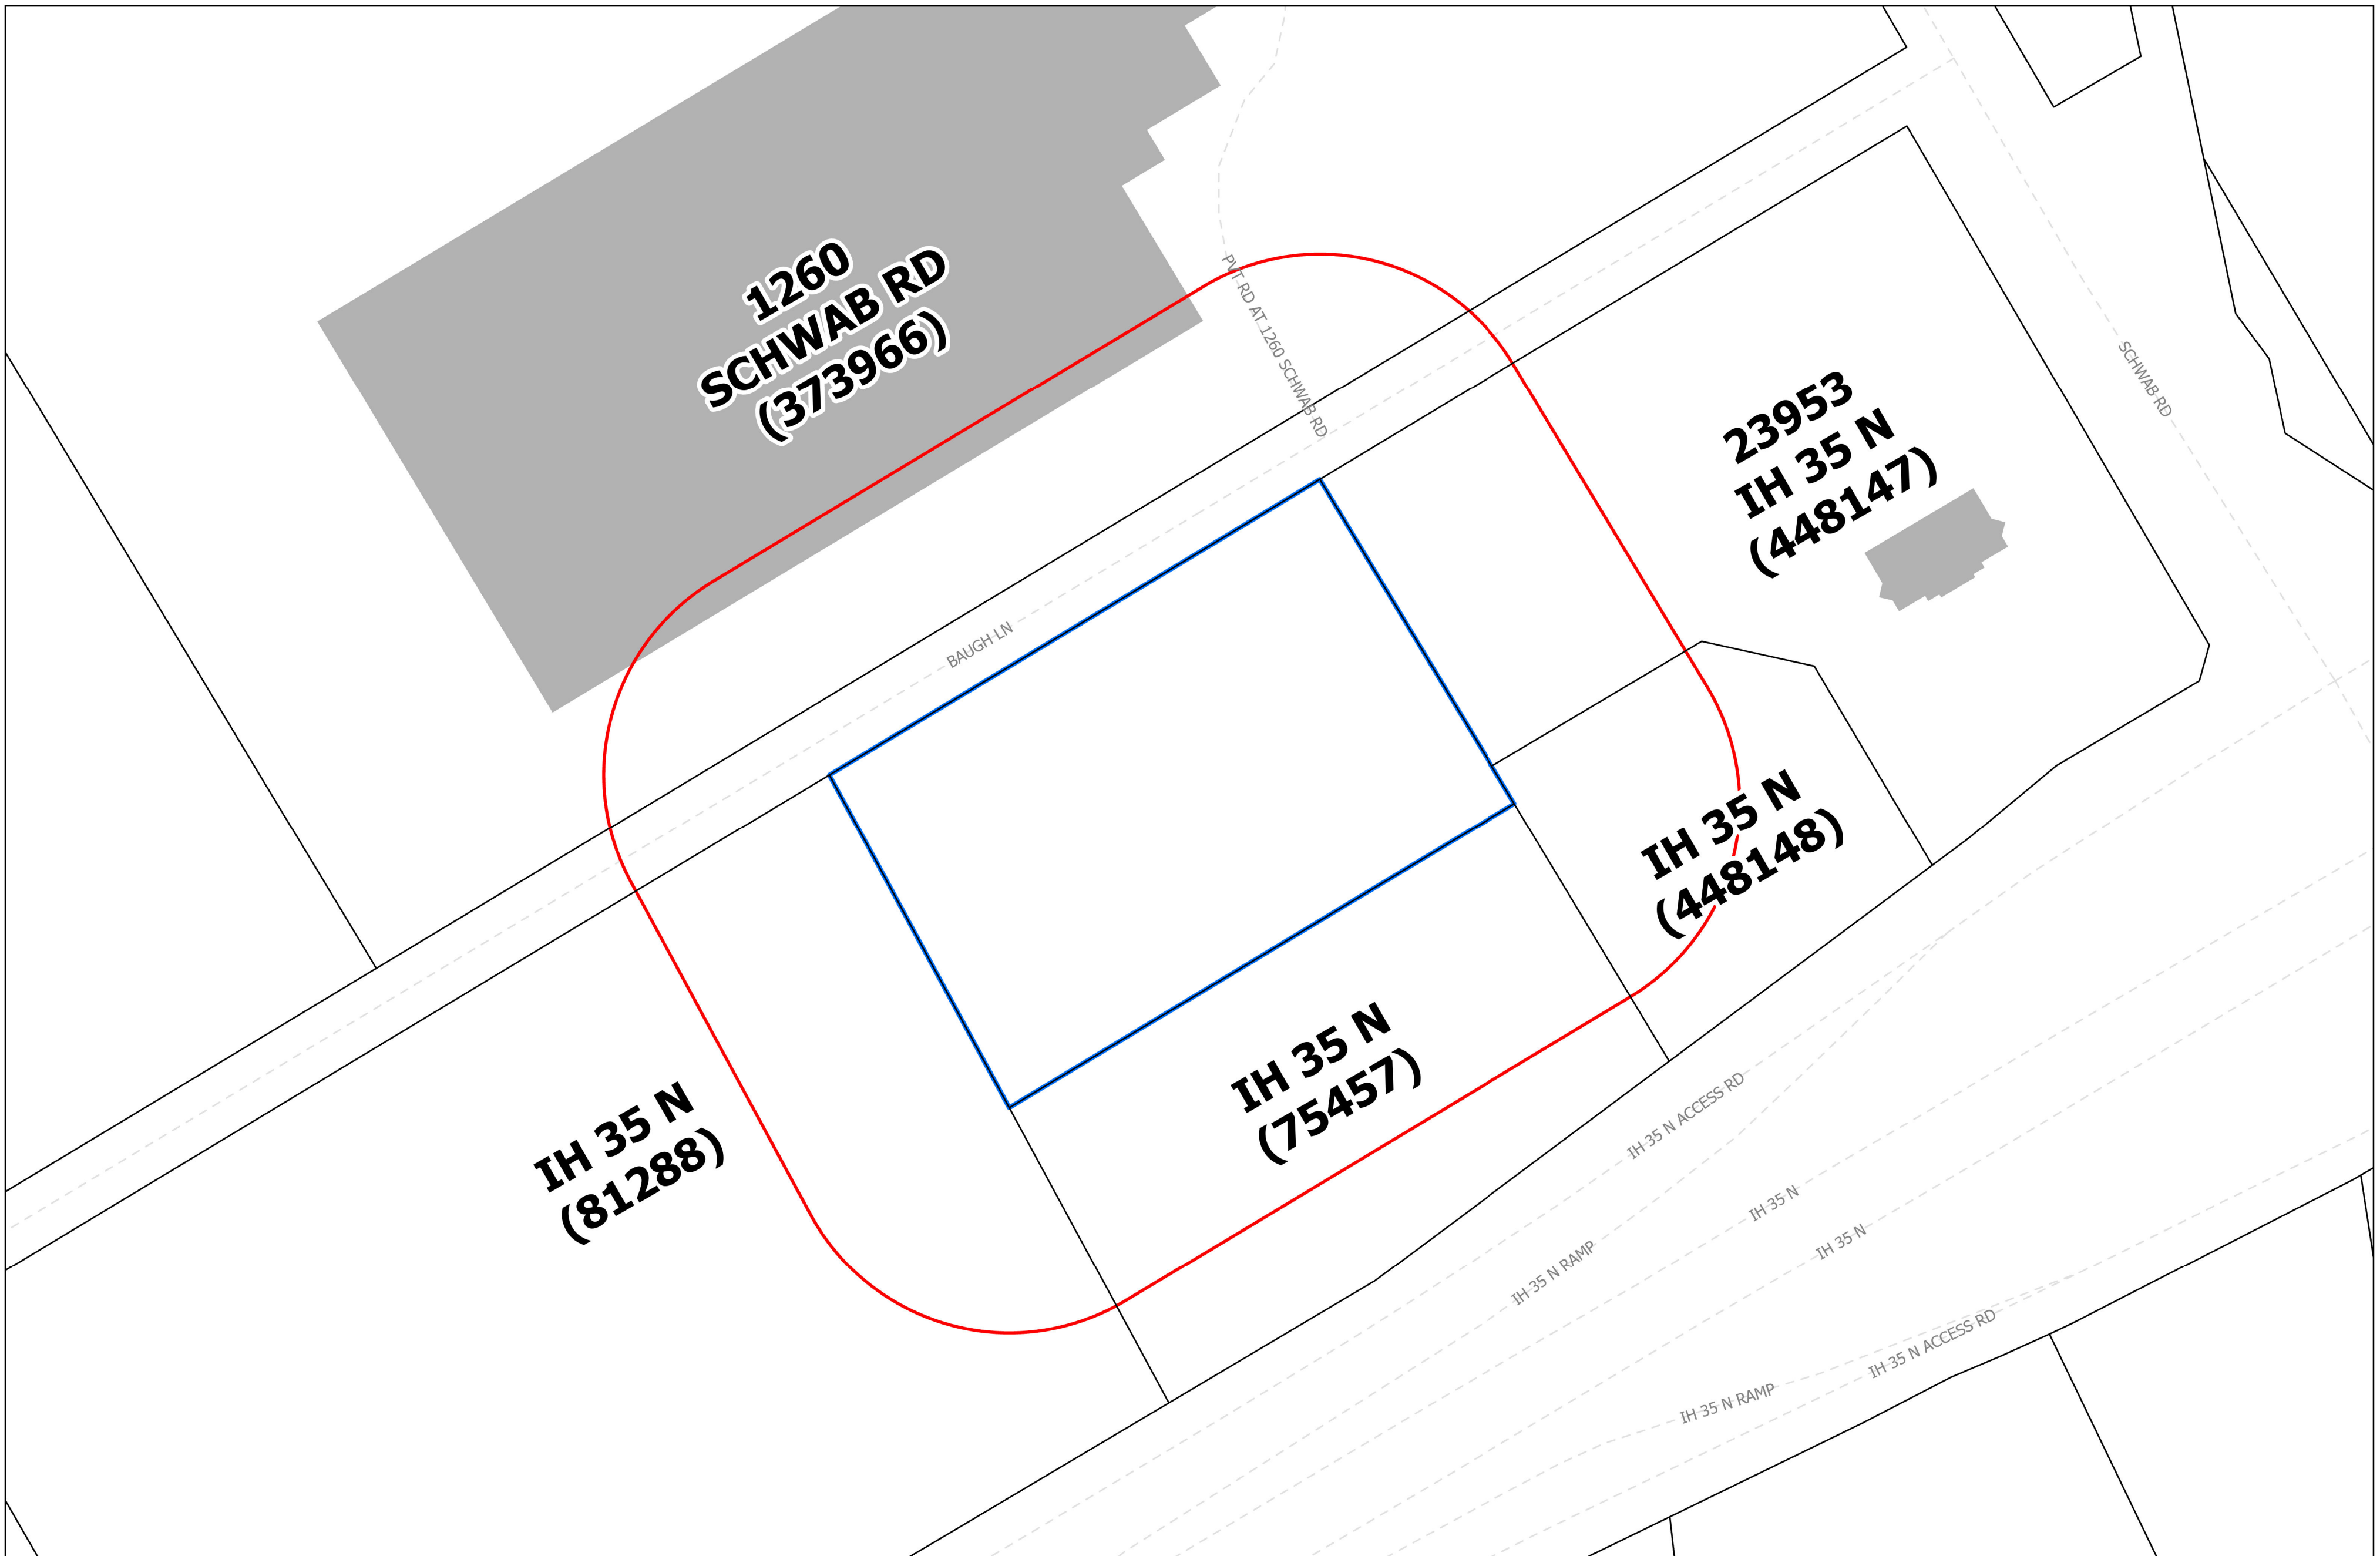 1260
SCHWAB RD
(373966)
PVT RD AT 1260 SCHWAB RD
23953
IH 35 N
(448147)
SCHWAB RD
BAUGH LN
IH 35 N
(448148)
IH 35 N
(75457)
IH 35 N
(81288)
IH 35 N ACCESS RD
IH 35 N
IH 35 N
IH 35 N RAMP
IH 35 N ACCESS RD
IH 35 N RAMP